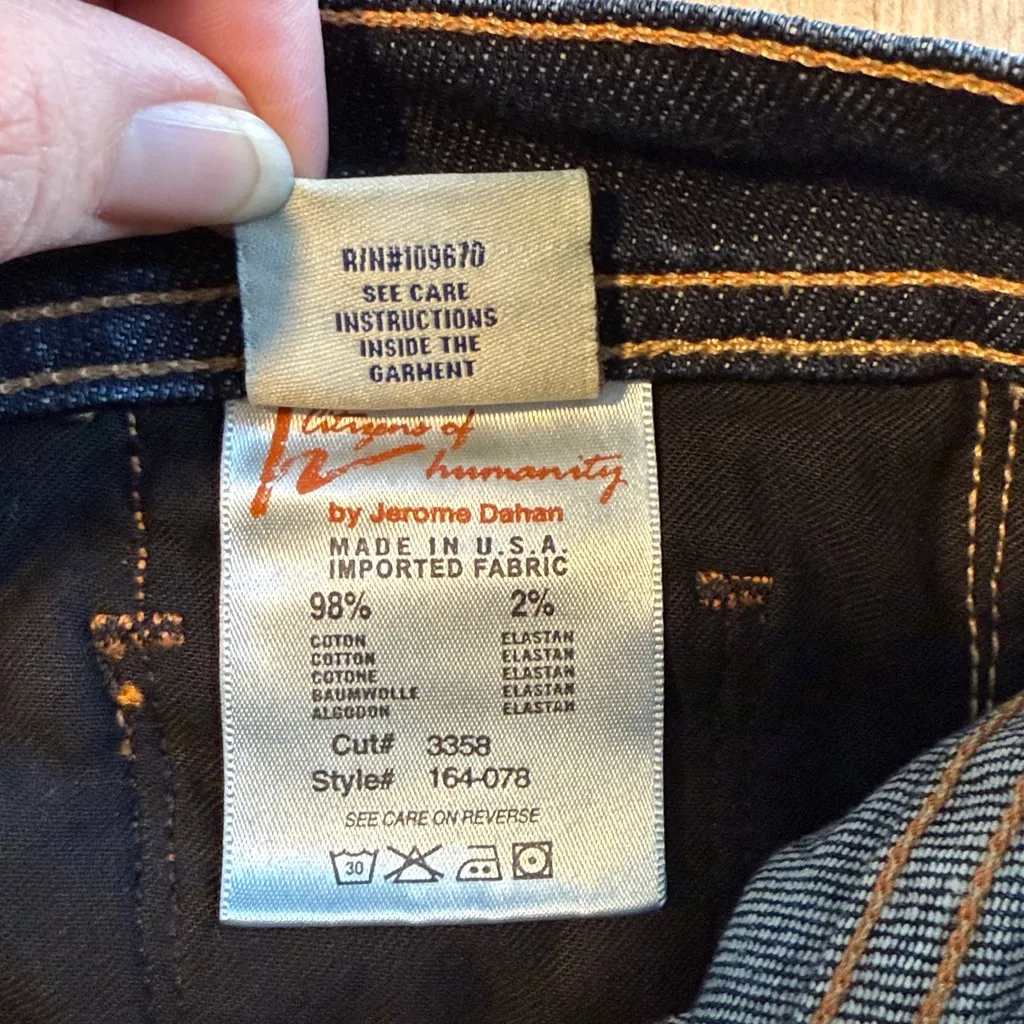 R/N#109670
SEE CARE
INSTRUCTIONS
INSIDE THE
GARMENT
Citizens of
humanity
by Jerome Dahan
MADE IN U.S.A.
IMPORTED FABRIC
98% 2%
COTON ELASTAN
COTTON ELASTAN
COTONE ELASTAN
BAUMWOLLE ELASTAN
ALGODON ELASTAN
Cut# 3358
Style# 164-078
SEE CARE ON REVERSE
30